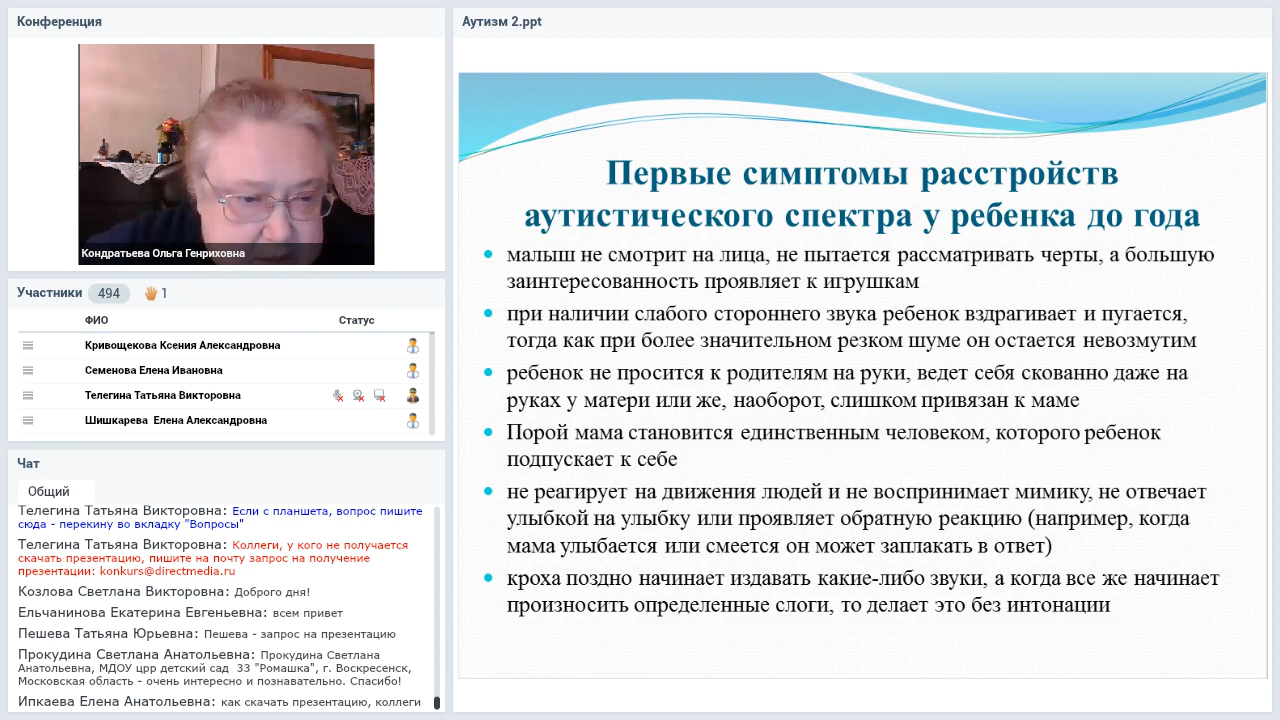 Конференция
Кондратьева Ольга Генриховна
Участники 494 1
ФИО Статус
Кривощекова Ксения Александровна
Семенова Елена Ивановна
Телегина Татьяна Викторовна
Шишкарева Елена Александровна
Чат
Общий
Телегина Татьяна Викторовна: Если с планшета, вопрос пишите
сюда - перекину во вкладку "Вопросы"
Телегина Татьяна Викторовна: Коллеги, у кого не получается
скачать презентацию, пишите на почту запрос на получение
презентации: konkurs@directmedia.ru
Козлова Светлана Викторовна: Доброго дня!
Ельчанинова Екатерина Евгеньевна: всем привет
Пешева Татьяна Юрьевна: Пешева - запрос на презентацию
Прокудина Светлана Анатольевна: Прокудина Светлана
Анатольевна, МДОУ црр детский сад 33 "Ромашка", г. Воскресенск,
Московская область - очень интересно и познавательно. Спасибо!
Ипкаева Елена Анатольевна: как скачать презентацию, коллеги
Аутизм 2.ppt
Первые симптомы расстройств
аутистического спектра у ребенка до года
малыш не смотрит на лица, не пытается рассматривать черты, а большую
заинтересованность проявляет к игрушкам
при наличии слабого стороннего звука ребенок вздрагивает и пугается,
тогда как при более значительном резком шуме он остается невозмутим
ребенок не просится к родителям на руки, ведет себя скованно даже на
руках у матери или же, наоборот, слишком привязан к маме
Порой мама становится единственным человеком, которого ребенок
подпускает к себе
не реагирует на движения людей и не воспринимает мимику, не отвечает
улыбкой на улыбку или проявляет обратную реакцию (например, когда
мама улыбается или смеется он может заплакать в ответ)
кроха поздно начинает издавать какие-либо звуки, а когда все же начинает
произносить определенные слоги, то делает это без интонации